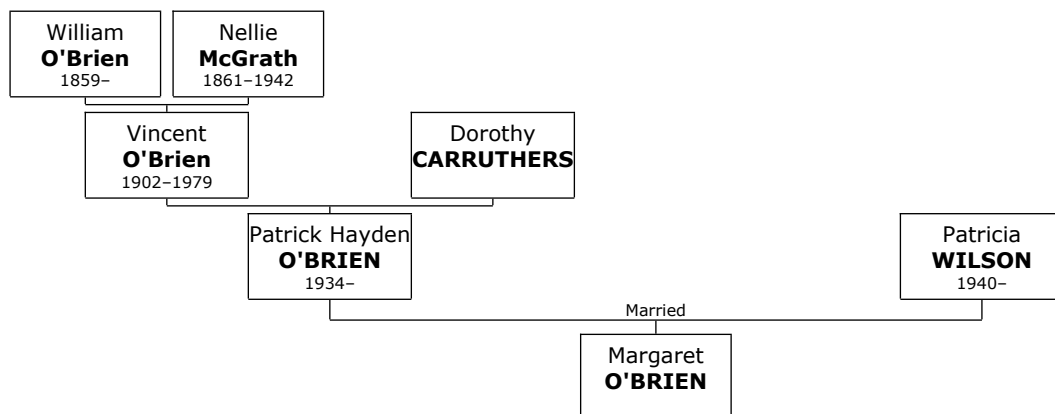 William
O'Brien
1859–
Nellie
McGrath
1861–1942
Vincent
O'Brien
1902–1979
Dorothy
CARRUTHERS
Patrick Hayden
O'BRIEN
1934–
Patricia
WILSON
1940–
Married
Margaret
O'BRIEN